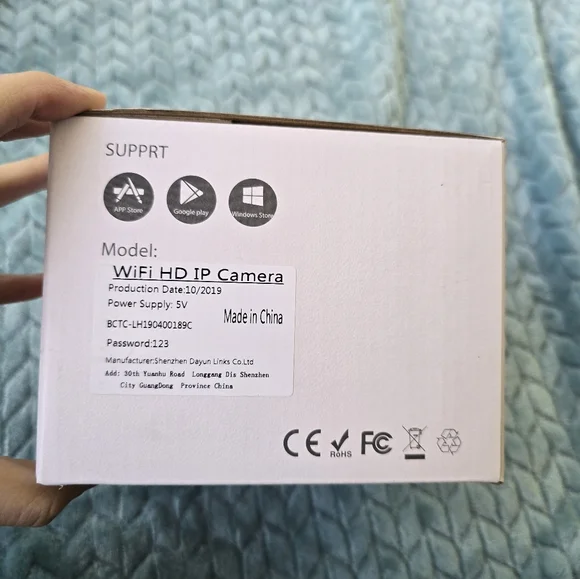 SUPPRT
APP Store
Google play
Windows Store
Model:
WiFi HD IP Camera
Production Date:10/2019
Power Supply: 5V
Made in China
BCTC-LH190400189C
Password:123
Manufacturer:Shenzhen Dayun Links Co.Ltd
Add: 30th Yuanhu Road Longgang Dis Shenzhen
City GuangDong Province China
CE RoHS FC